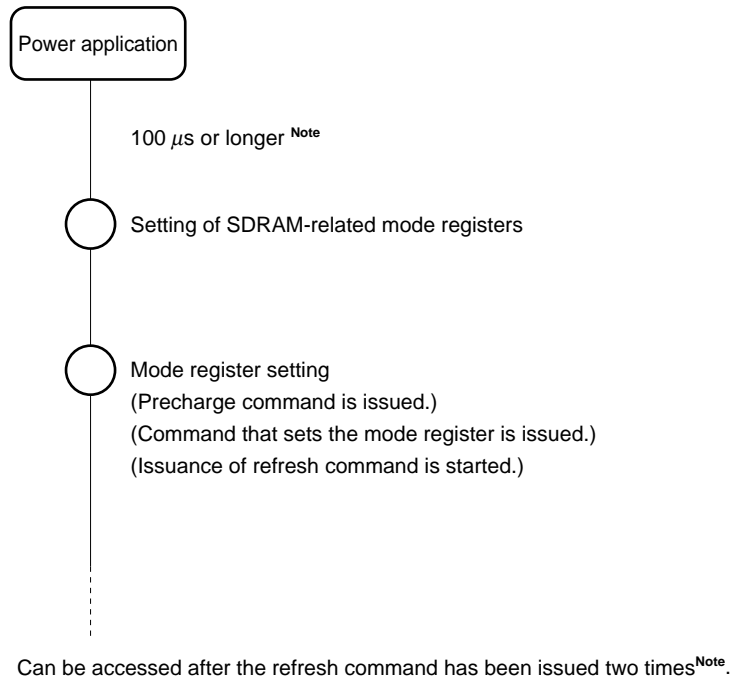 Power application
100 μs or longer Note
Setting of SDRAM-related mode registers
Mode register setting
(Precharge command is issued.)
(Command that sets the mode register is issued.)
(Issuance of refresh command is started.)
Can be accessed after the refresh command has been issued two timesNote.